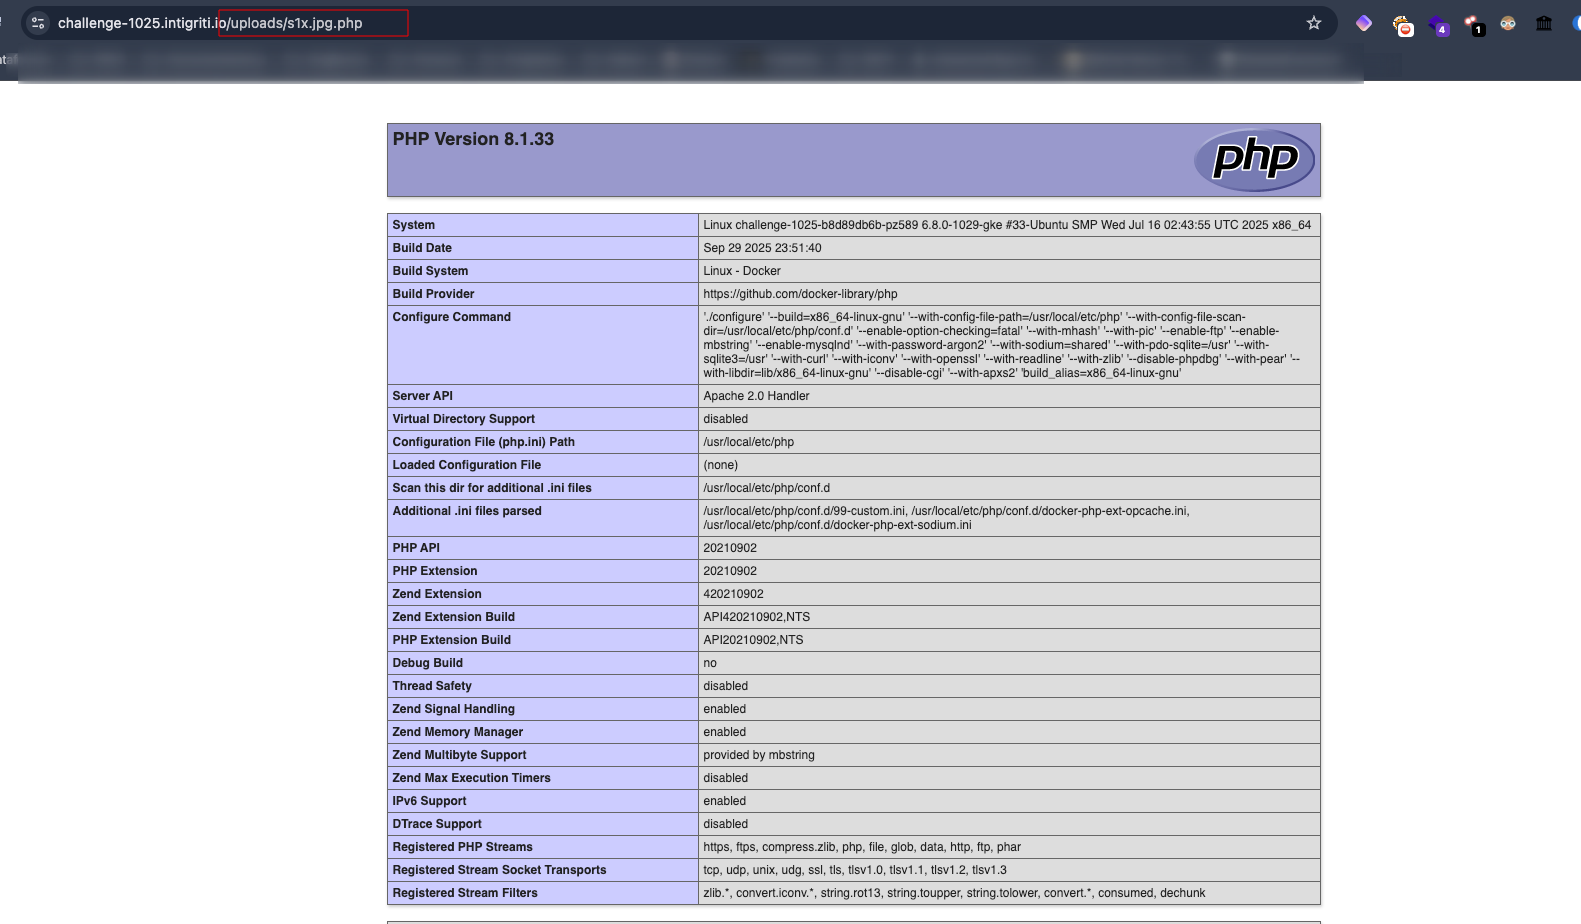 challenge-1025.intigriti.io/uploads/s1x.jpg.php
4
1
PHP Version 8.1.33
php
System
Linux challenge-1025-b8d89db6b-pz589 6.8.0-1029-gke #33-Ubuntu SMP Wed Jul 16 02:43:55 UTC 2025 x86_64
Build Date
Sep 29 2025 23:51:40
Build System
Linux - Docker
Build Provider
https://github.com/docker-library/php
Configure Command
'./configure' '--build=x86_64-linux-gnu' '--with-config-file-path=/usr/local/etc/php' '--with-config-file-scan-
dir=/usr/local/etc/php/conf.d' '--enable-option-checking=fatal' '--with-mhash' '--with-pic' '--enable-ftp' '--enable-
mbstring' '--enable-mysqlnd' '--with-password-argon2' '--with-sodium=shared' '--with-pdo-sqlite=/usr' '--with-
sqlite3=/usr' '--with-curl' '--with-iconv' '--with-openssl' '--with-readline' '--with-zlib' '--disable-phpdbg' '--with-pear' '--
with-libdir=lib/x86_64-linux-gnu' '--disable-cgi' '--with-apxs2' 'build_alias=x86_64-linux-gnu'
Server API
Apache 2.0 Handler
Virtual Directory Support
disabled
Configuration File (php.ini) Path
/usr/local/etc/php
Loaded Configuration File
(none)
Scan this dir for additional .ini files
/usr/local/etc/php/conf.d
Additional .ini files parsed
/usr/local/etc/php/conf.d/99-custom.ini, /usr/local/etc/php/conf.d/docker-php-ext-opcache.ini,
/usr/local/etc/php/conf.d/docker-php-ext-sodium.ini
PHP API
20210902
PHP Extension
20210902
Zend Extension
420210902
Zend Extension Build
API420210902,NTS
PHP Extension Build
API20210902,NTS
Debug Build
no
Thread Safety
disabled
Zend Signal Handling
enabled
Zend Memory Manager
enabled
Zend Multibyte Support
provided by mbstring
Zend Max Execution Timers
disabled
IPv6 Support
enabled
DTrace Support
disabled
Registered PHP Streams
https, ftps, compress.zlib, php, file, glob, data, http, ftp, phar
Registered Stream Socket Transports
tcp, udp, unix, udg, ssl, tls, tlsv1.0, tlsv1.1, tlsv1.2, tlsv1.3
Registered Stream Filters
zlib.*, convert.iconv.*, string.rot13, string.toupper, string.tolower, convert.*, consumed, dechunk